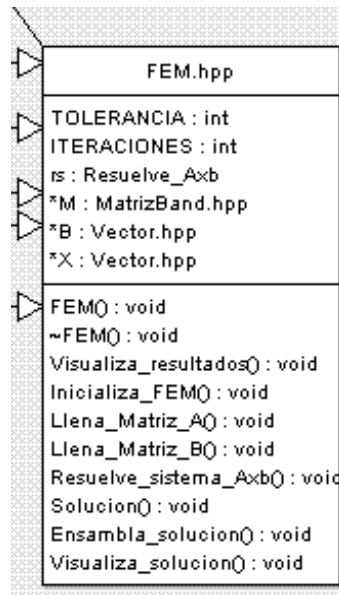 FEM.hpp
TOLERANCIA : int
ITERACIONES : int
rs : Resuelve_Axb
*M : MatrizBand.hpp
*B : Vector.hpp
*X : Vector.hpp
FEM() : void
~FEM() : void
Visualiza_resultados() : void
Inicializa_FEM() : void
Llena_Matriz_A() : void
Llena_Matriz_B() : void
Resuelve_sistema_Axb() : void
Solucion() : void
Ensambla_solucion() : void
Visualiza_solucion() : void